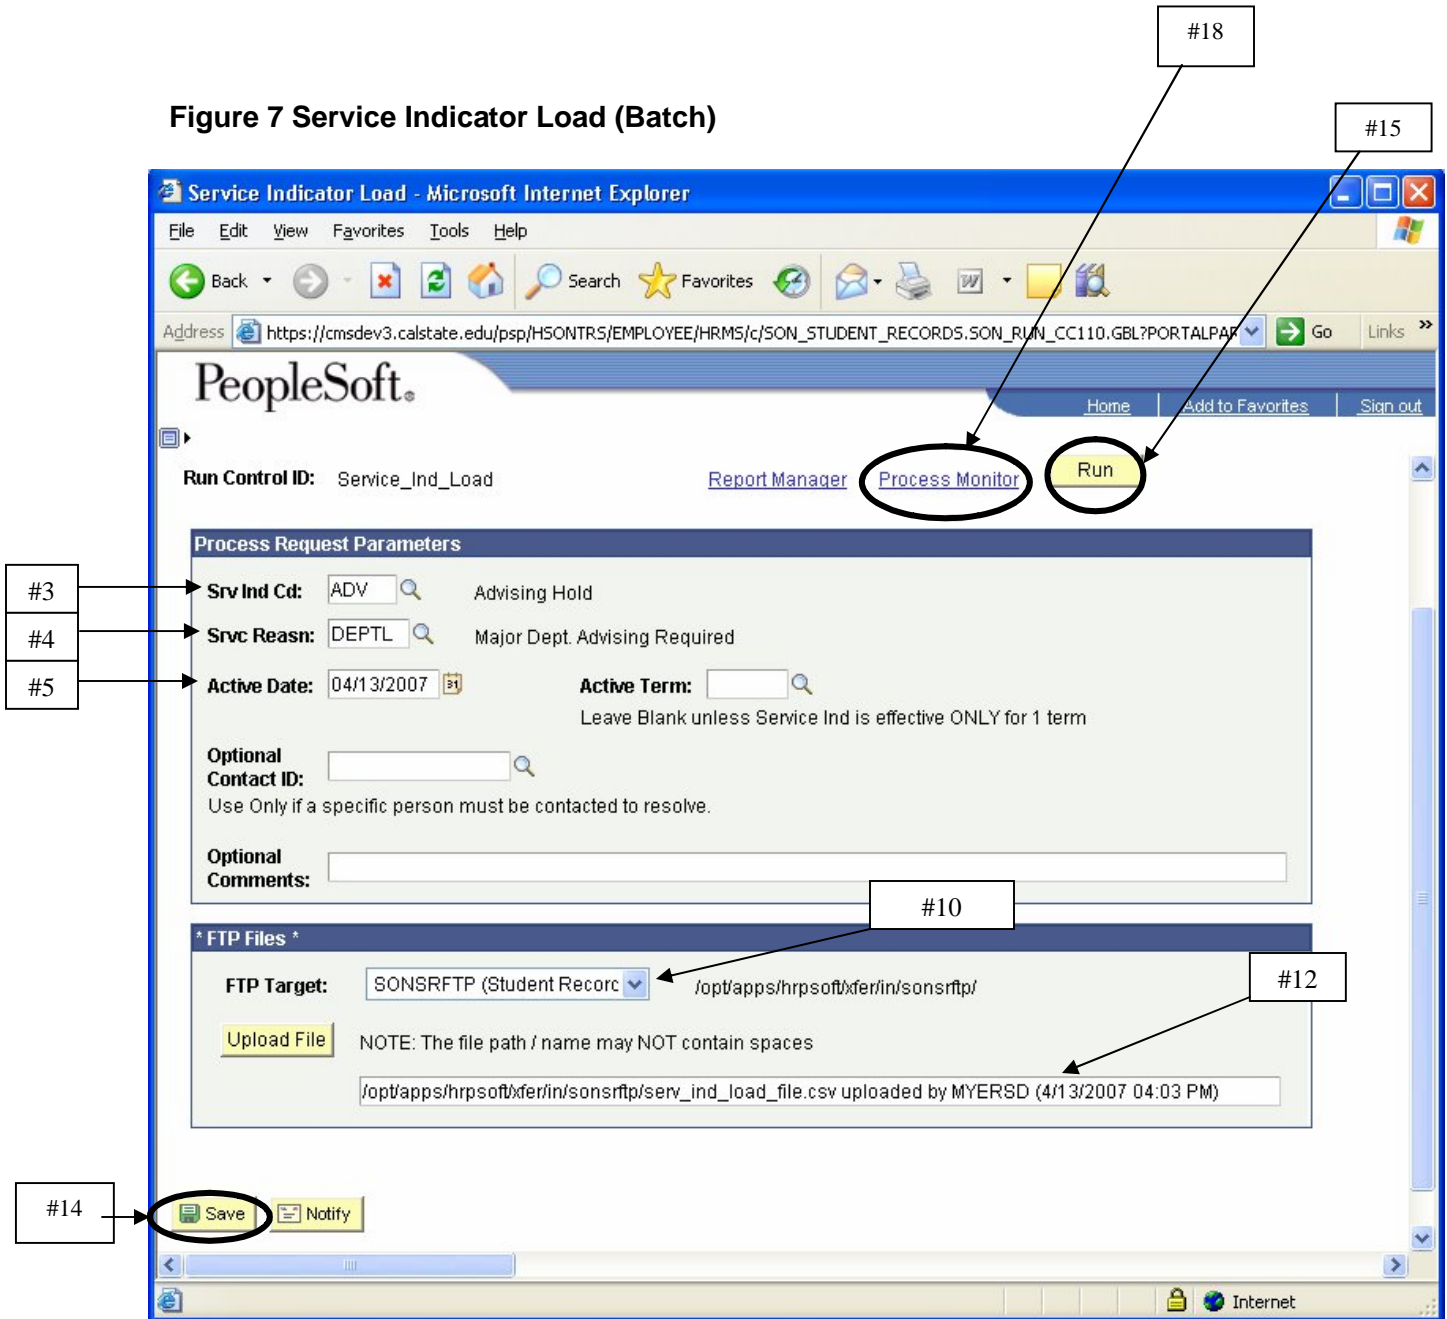 #18
Figure 7 Service Indicator Load (Batch)
#15
Service Indicator Load - Microsoft Internet Explorer
File Edit View Favorites Tools Help
Back Search Favorites
Address https://cmsdev3.calstate.edu/psp/HSONTRS/EMPLOYEE/HRMS/c/SON_STUDENT_RECORDS.SON_RUN_CC110.GBL?PORTALPAR Go Links »
PeopleSoft®
Home Add to Favorites Sign out
Run Control ID: Service_Ind_Load Report Manager Process Monitor Run
Process Request Parameters
#3 Srv Ind Cd: ADV Advising Hold
#4 Srvc Reasn: DEPTL Major Dept. Advising Required
#5 Active Date: 04/13/2007 31 Active Term:
Leave Blank unless Service Ind is effective ONLY for 1 term
Optional
Contact ID:
Use Only if a specific person must be contacted to resolve.
Optional
Comments:
#10
* FTP Files *
#12
FTP Target: SONSRFTP (Student Recorc /opt/apps/hrpsoft/xfer/in/sonsrftp/
Upload File NOTE: The file path / name may NOT contain spaces
/opt/apps/hrpsoft/xfer/in/sonsrftp/serv_ind_load_file.csv uploaded by MYERSD (4/13/2007 04:03 PM)
#14 Save Notify
Internet